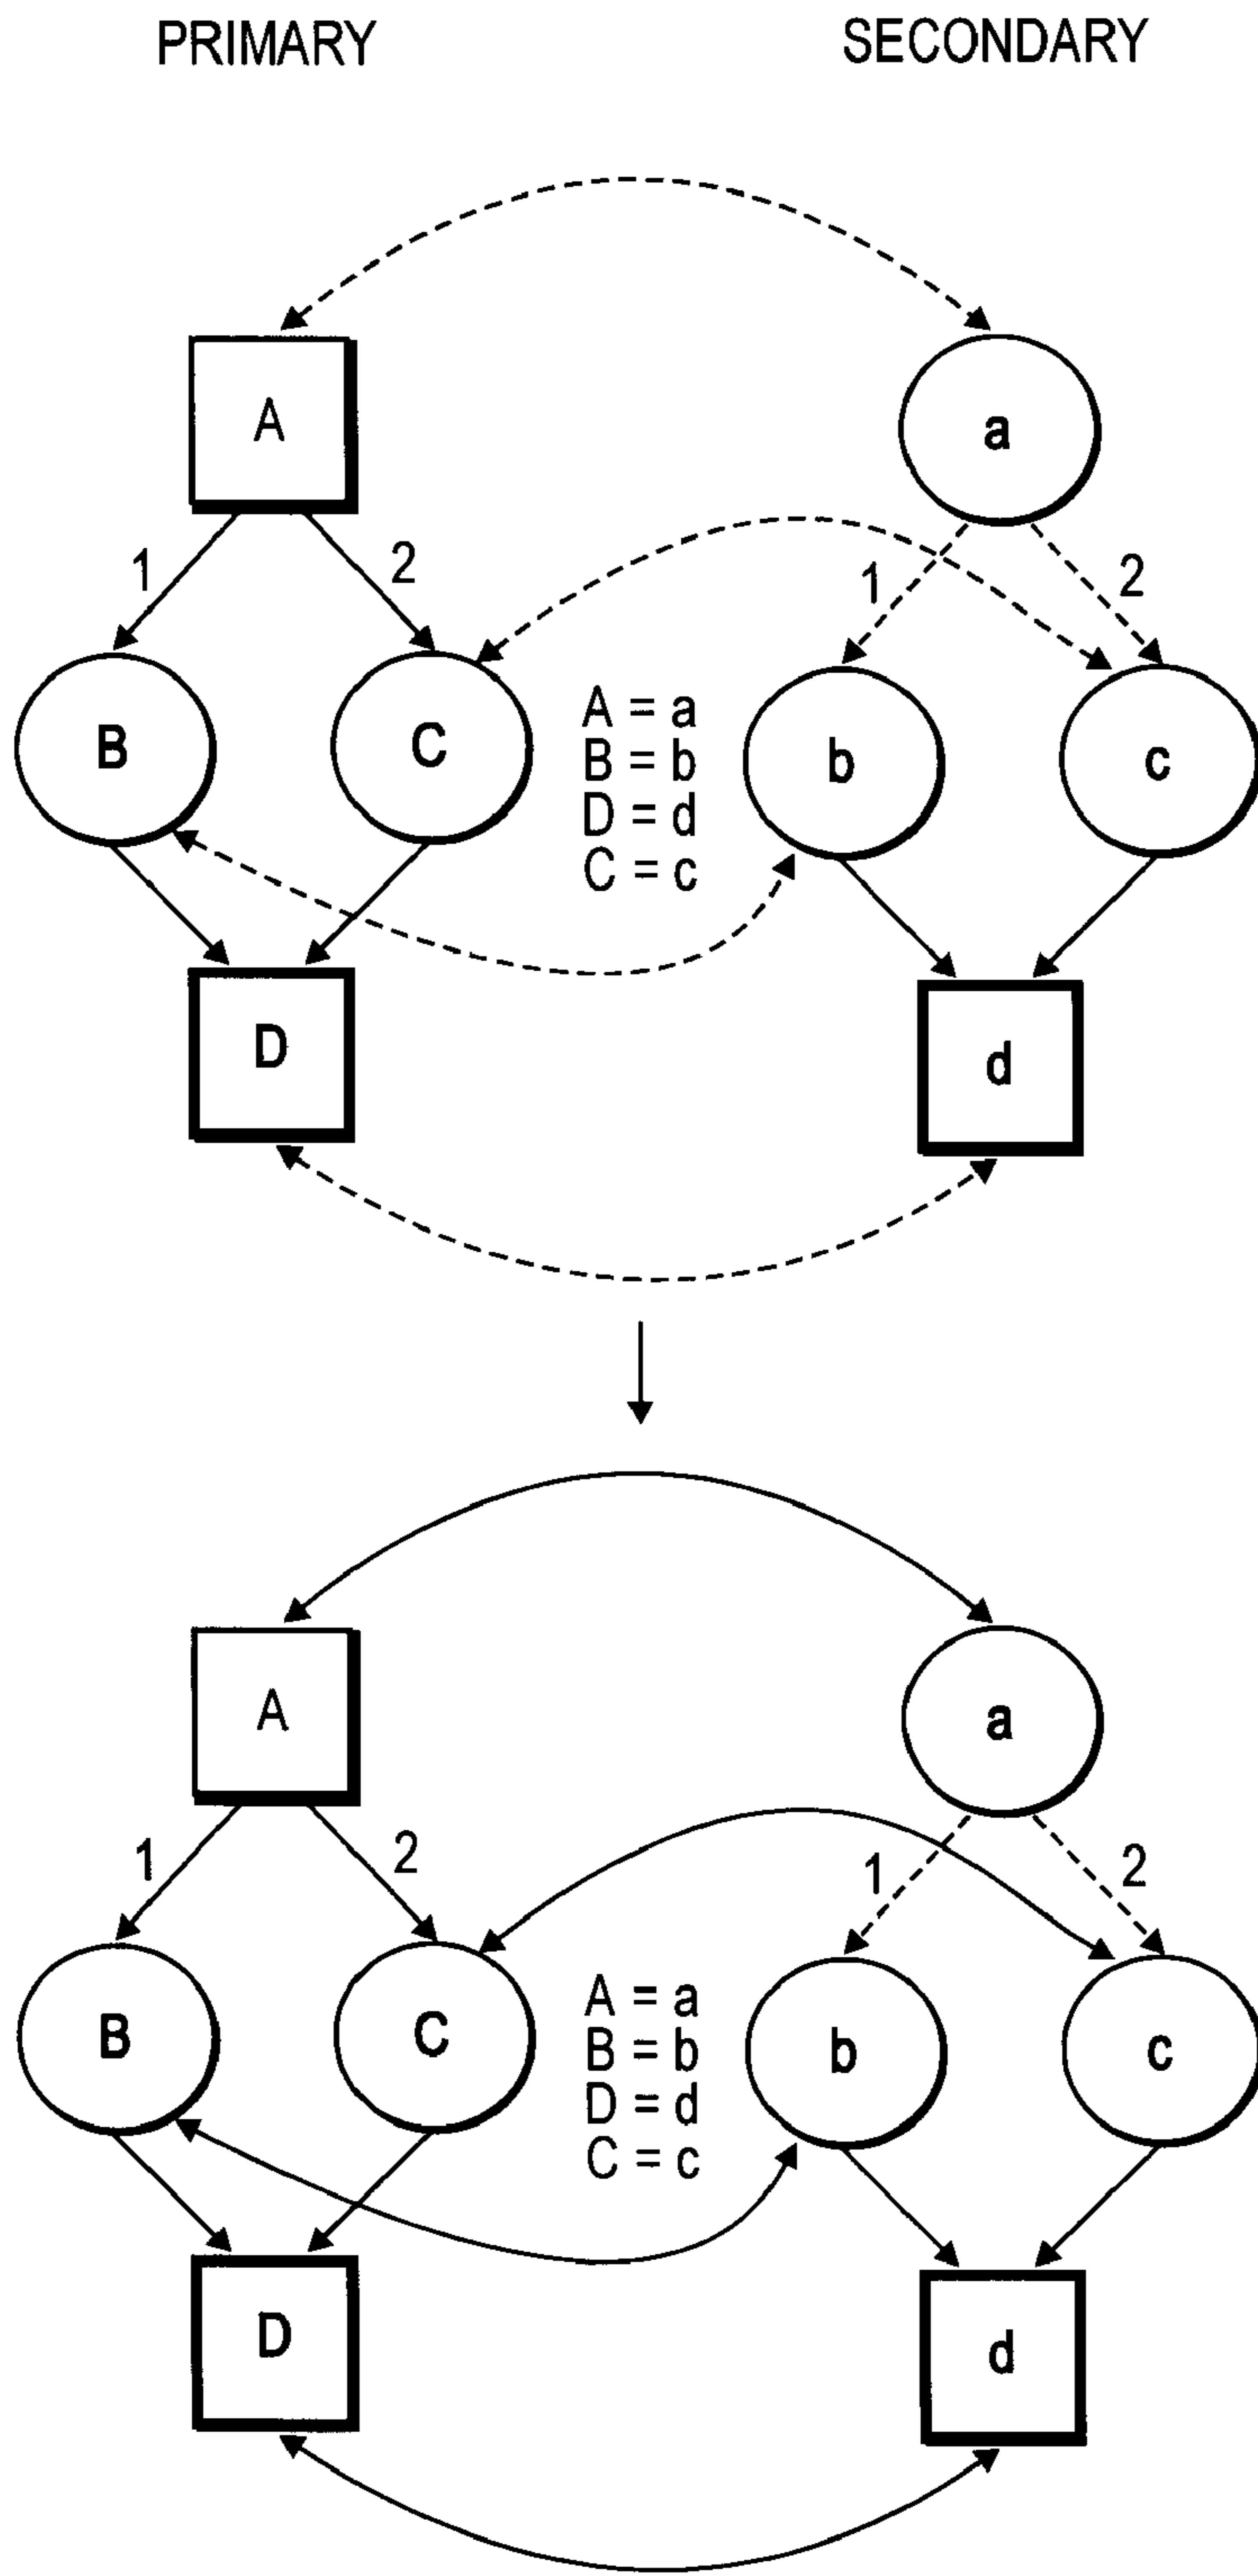 PRIMARY SECONDARY
A
a
1 2
1 2
B C
A = a
B = b
D = d
C = c
b c
D
d
A
a
1 2
1 2
B C
A = a
B = b
D = d
C = c
b c
D
d